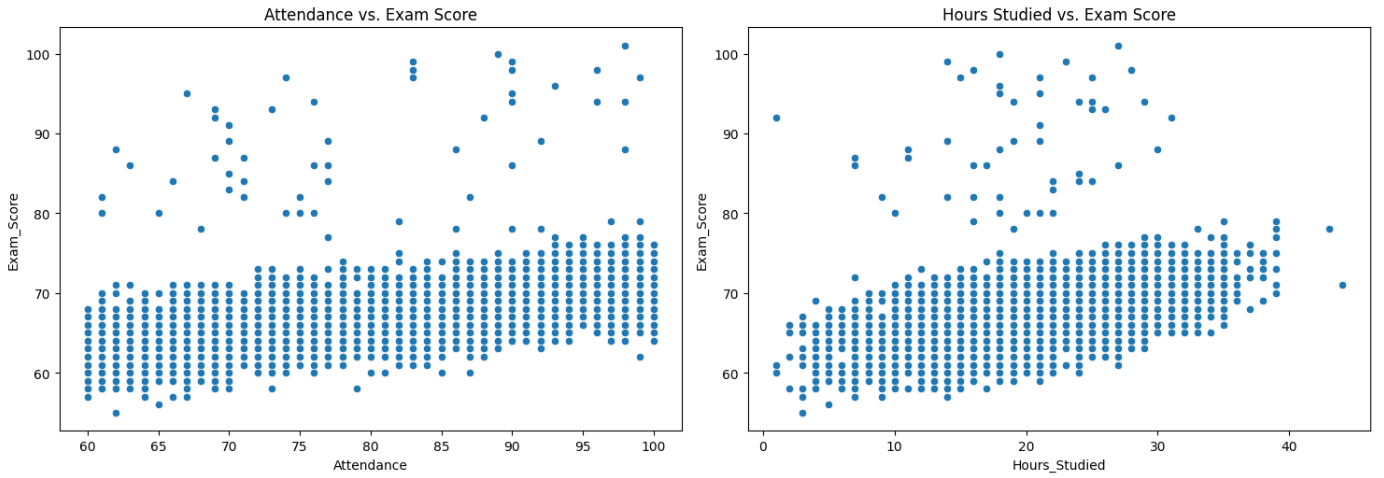 Attendance vs. Exam Score
Exam_Score
100
90
80
70
60
60 65 70 75 80 85 90 95 100
Attendance
Hours Studied vs. Exam Score
Exam_Score
100
90
80
70
60
0 10 20 30 40
Hours_Studied